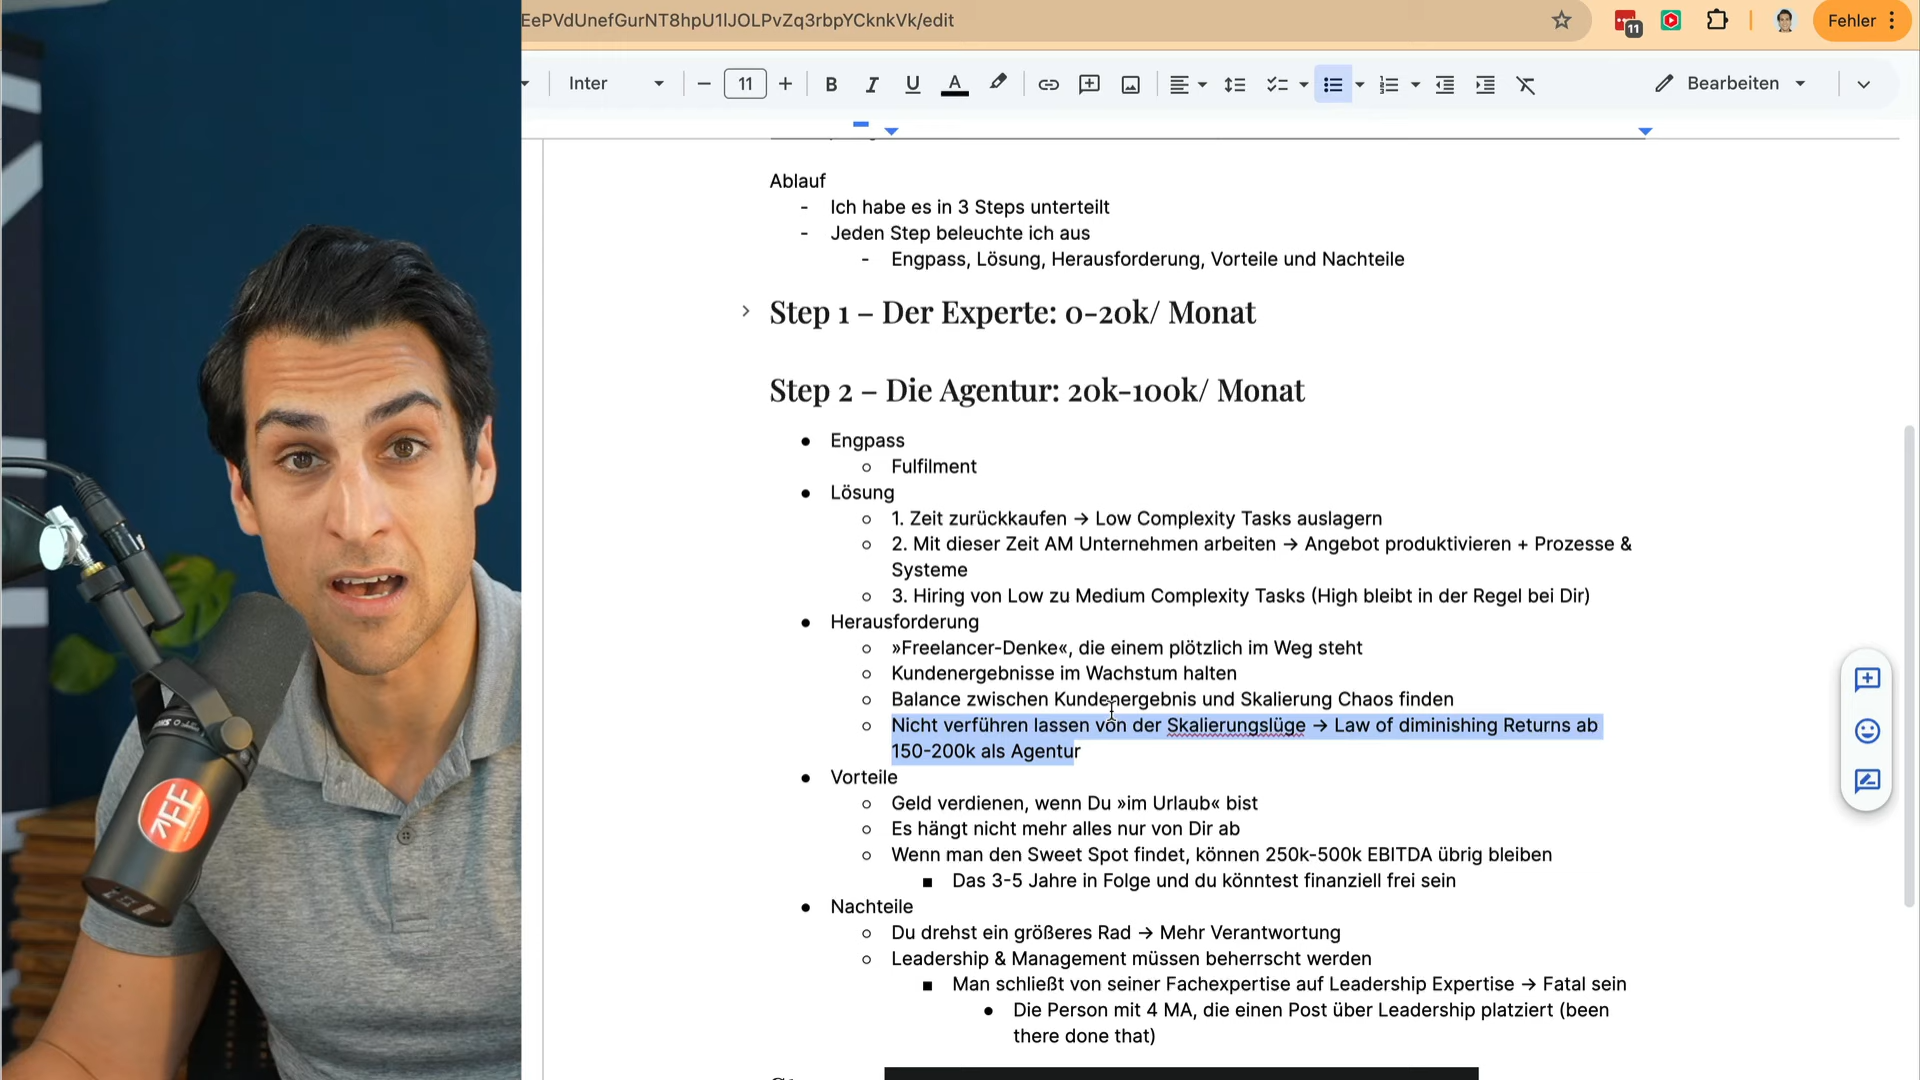 EePVdUnefGurNT8hpU1lJOLPvZq3rbpYCknkVk/edit
11
Fehler
Inter
11
Bearbeiten
Ablauf
- Ich habe es in 3 Steps unterteilt
- Jeden Step beleuchte ich aus
- Engpass, Lösung, Herausforderung, Vorteile und Nachteile
Step 1 – Der Experte: 0-20k/ Monat
Step 2 – Die Agentur: 20k-100k/ Monat
● Engpass
○ Fulfilment
● Lösung
○ 1. Zeit zurückkaufen → Low Complexity Tasks auslagern
○ 2. Mit dieser Zeit AM Unternehmen arbeiten → Angebot produktivieren + Prozesse &
Systeme
○ 3. Hiring von Low zu Medium Complexity Tasks (High bleibt in der Regel bei Dir)
● Herausforderung
○ »Freelancer-Denke«, die einem plötzlich im Weg steht
○ Kundenergebnisse im Wachstum halten
○ Balance zwischen Kundenergebnis und Skalierung Chaos finden
○ Nicht verführen lassen von der Skalierungslüge → Law of diminishing Returns ab
150-200k als Agentur
● Vorteile
○ Geld verdienen, wenn Du »im Urlaub« bist
○ Es hängt nicht mehr alles nur von Dir ab
○ Wenn man den Sweet Spot findet, können 250k-500k EBITDA übrig bleiben
■ Das 3-5 Jahre in Folge und du könntest finanziell frei sein
● Nachteile
○ Du drehst ein größeres Rad → Mehr Verantwortung
○ Leadership & Management müssen beherrscht werden
■ Man schließt von seiner Fachexpertise auf Leadership Expertise → Fatal sein
● Die Person mit 4 MA, die einen Post über Leadership platziert (been
there done that)